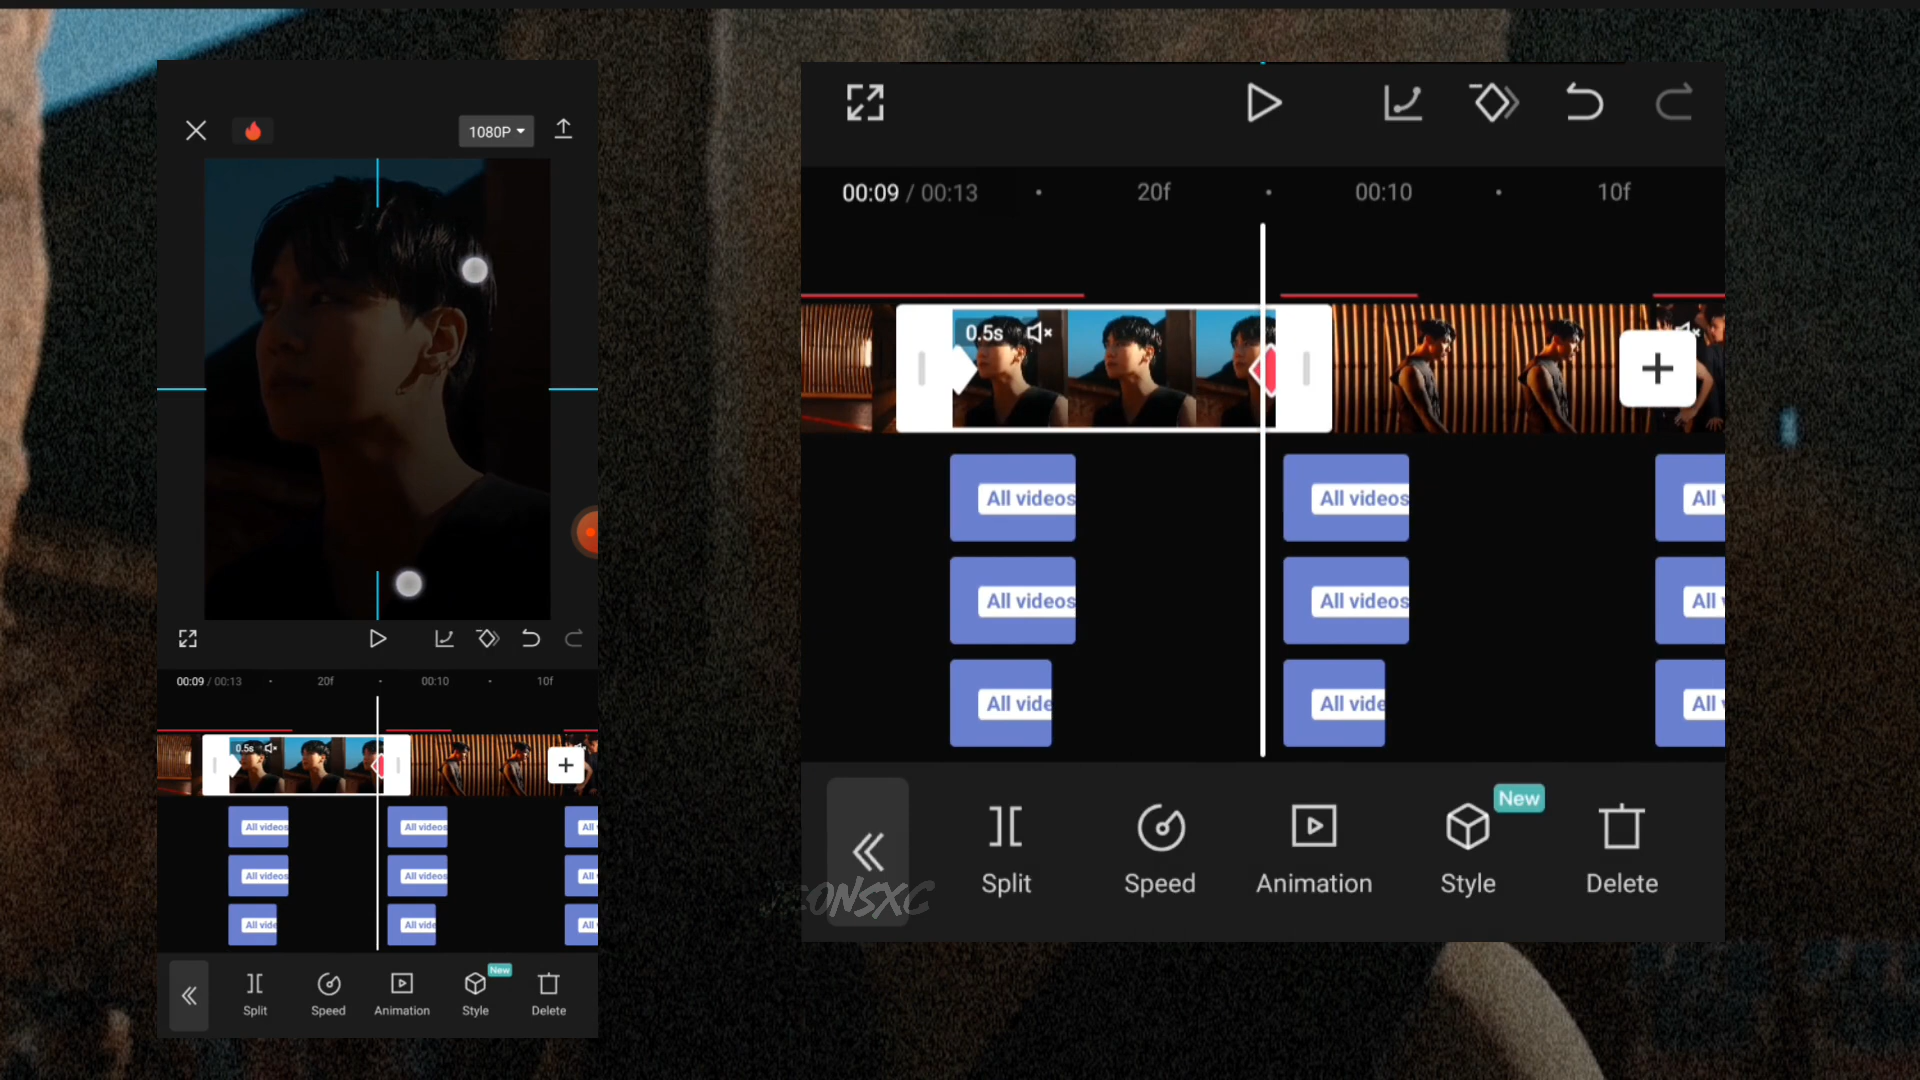 1080P
00:09 / 00:13
20f
00:10
10f
0.5s
All videos
All videos
All
All videos
All videos
All
All vide
All vide
All
New
Split
Speed
Animation
Style
Delete
00:09 / 00:13
20f
00:10
10f
0.5s
All videos
All videos
All
All videos
All videos
All
All vide
All vide
All
New
Split
Speed
Animation
Style
Delete
ONSXG